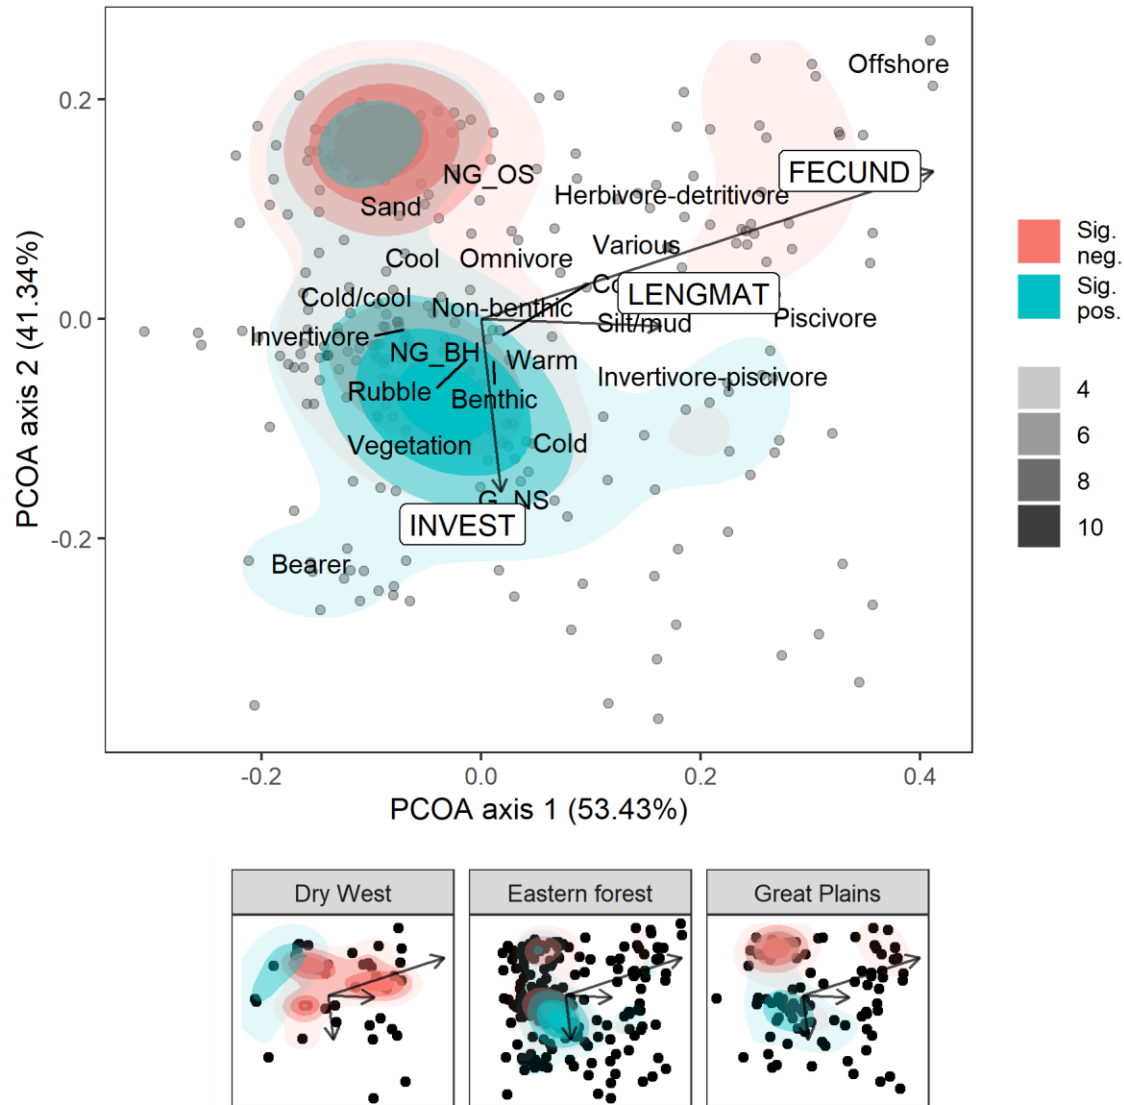 Offshore
0.2
FECUND
NG_OS
Herbivore-detritivore
Sand
Various
Cool
Omnivore
Sig.
neg.
Sig.
pos.
Cold/cool
Non-benthic
LENGMAT
0.0
Invertivore
Silt/mud
Piscivore
NG_BH
Warm
Rubble
Benthic
Invertivore-piscivore
4
Vegetation
Cold
6
8
INVEST
10
-0.2
Bearer
PCOA axis 2 (41.34%)
-0.2
0.0
0.2
0.4
PCOA axis 1 (53.43%)
Dry West
Eastern forest
Great Plains